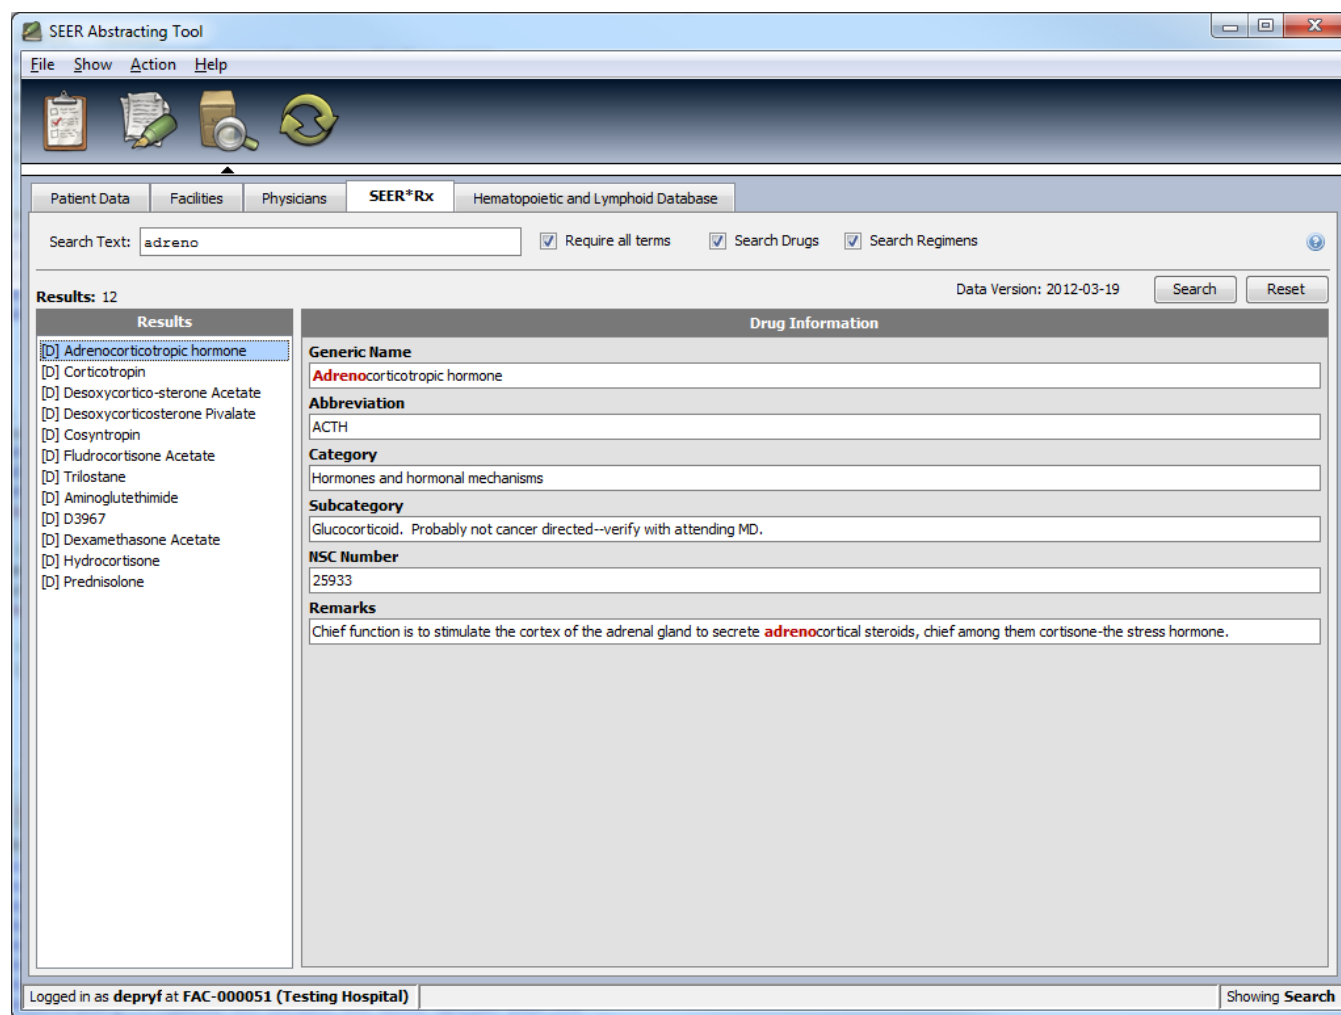 SEER Abstracting Tool
File Show Action Help
Patient Data Facilities Physicians SEER*Rx Hematopoietic and Lymphoid Database
Search Text: adreno Require all terms Search Drugs Search Regimens
Results: 12 Data Version: 2012-03-19 Search Reset
Results
[D] Adrenocorticotropic hormone
[D] Corticotropin
[D] Desoxycortico-sterone Acetate
[D] Desoxycorticosterone Pivalate
[D] Cosyntropin
[D] Fludrocortisone Acetate
[D] Trilostane
[D] Aminoglutethimide
[D] D3967
[D] Dexamethasone Acetate
[D] Hydrocortisone
[D] Prednisolone
Drug Information
Generic Name
Adrenocorticotropic hormone
Abbreviation
ACTH
Category
Hormones and hormonal mechanisms
Subcategory
Glucocorticoid. Probably not cancer directed--verify with attending MD.
NSC Number
25933
Remarks
Chief function is to stimulate the cortex of the adrenal gland to secrete adrenocortical steroids, chief among them cortisone-the stress hormone.
Logged in as depryf at FAC-000051 (Testing Hospital) Showing Search